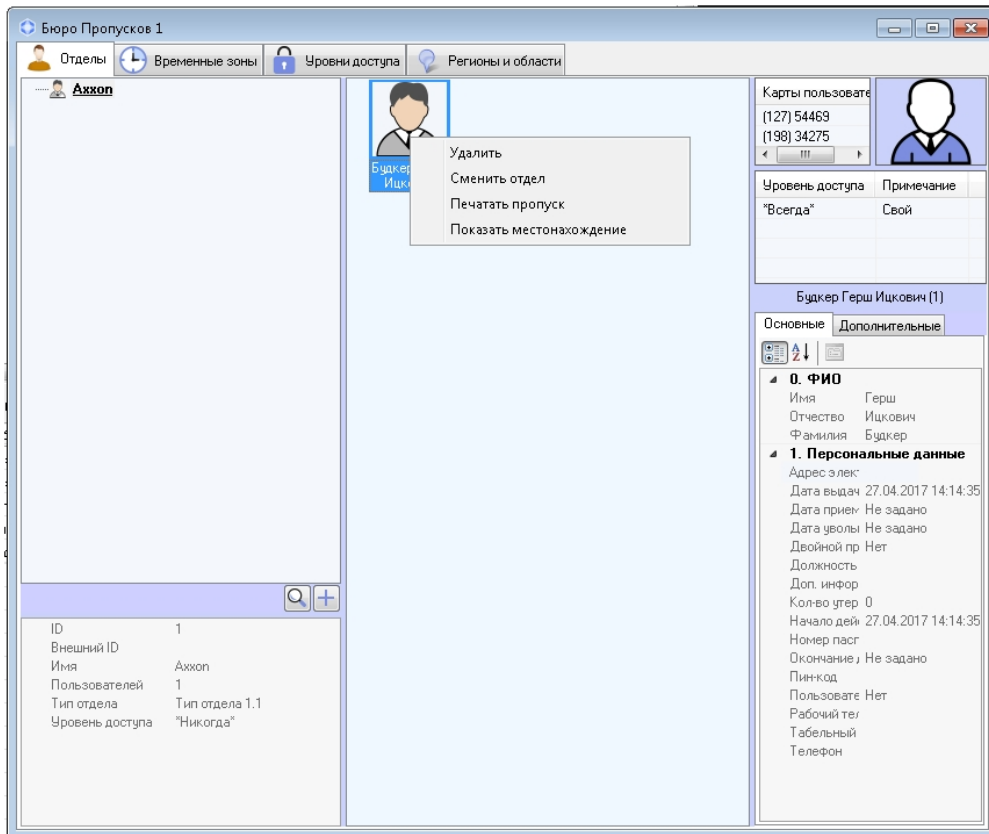 Бюро Пропусков 1
Отделы Временные зоны Уровни доступа Регионы и области
Axxon
Удалить
Сменить отдел
Печатать пропуск
Показать местонахождение
Карты пользовате
(127) 54469
(198) 34275
Уровень доступа Примечание
"Всегда" Свой
Будкер Герш Ицкович (1)
Основные Дополнительные
0. ФИО
Имя Герш
Отчество Ицкович
Фамилия Будкер
1. Персональные данные
Адрес элек
Дата выдач 27.04.2017 14:14:35
Дата прием Не задано
Дата уволы Не задано
Двойной пр Нет
Должность
Доп. инфор
Кол-во утер 0
Начало дей 27.04.2017 14:14:35
Номер пасп
Окончание Не задано
Пин-код
Пользовате Нет
Рабочий те
Табельный
Телефон
ID 1
Внешний ID
Имя Axxon
Пользователей 1
Тип отдела Тип отдела 1.1
Уровень доступа "Никогда"